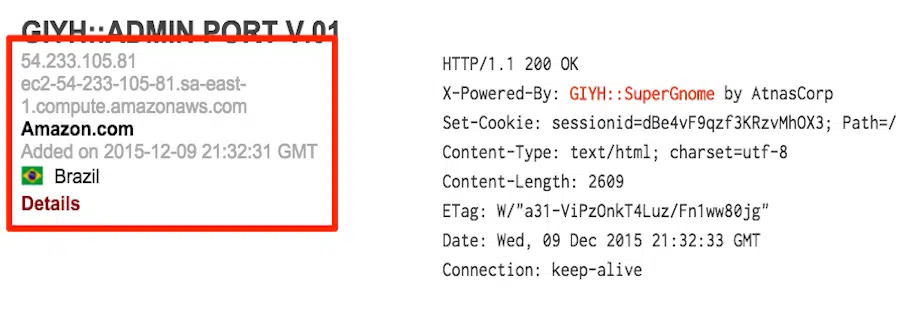 GIYH::ADMIN PORT V.01
54.233.105.81
ec2-54-233-105-81.sa-east-
1.compute.amazonaws.com
Amazon.com
Added on 2015-12-09 21:32:31 GMT
Brazil
Details
HTTP/1.1 200 OK
X-Powered-By: GIYH::SuperGnome by AtnasCorp
Set-Cookie: sessionid=dBe4vF9qzf3KRzvMhOX3; Path=/
Content-Type: text/html; charset=utf-8
Content-Length: 2609
ETag: W/"a31-ViPzOnkT4Luz/Fn1ww80jg"
Date: Wed, 09 Dec 2015 21:32:33 GMT
Connection: keep-alive